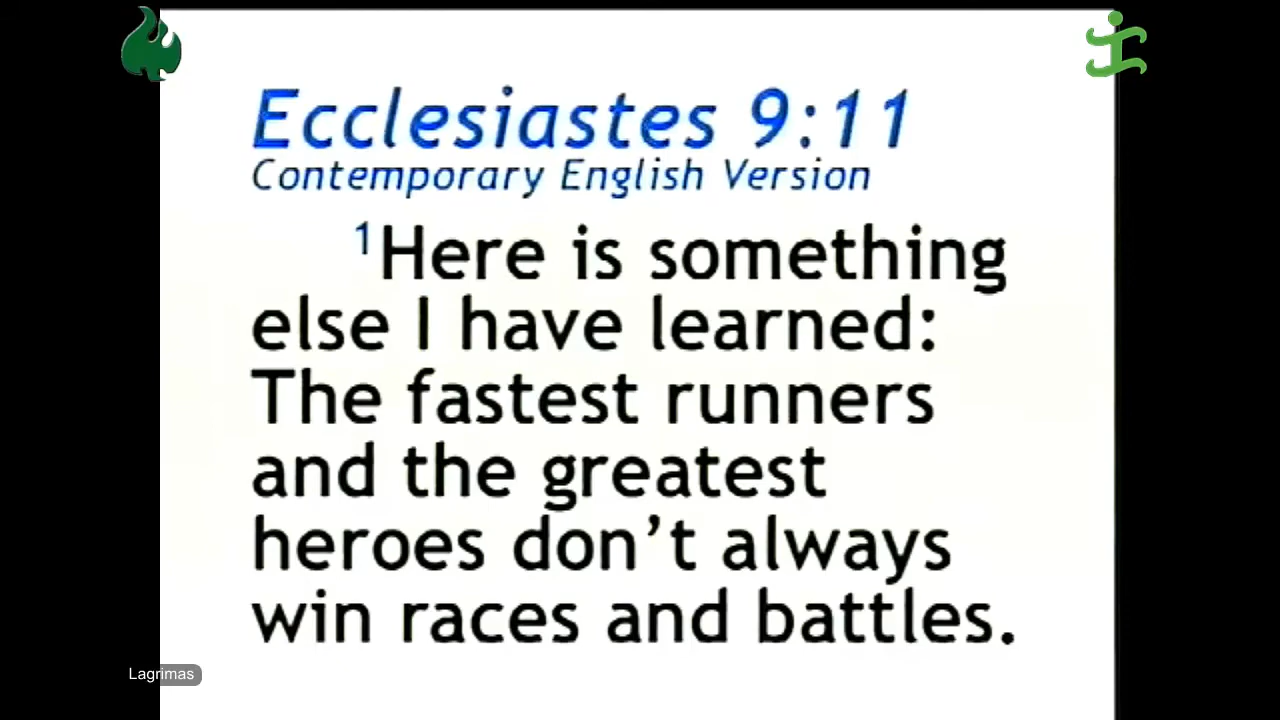 Ecclesiastes 9:11
Contemporary English Version
1Here is something
else I have learned:
The fastest runners
and the greatest
heroes don’t always
win races and battles.
Lagrimas